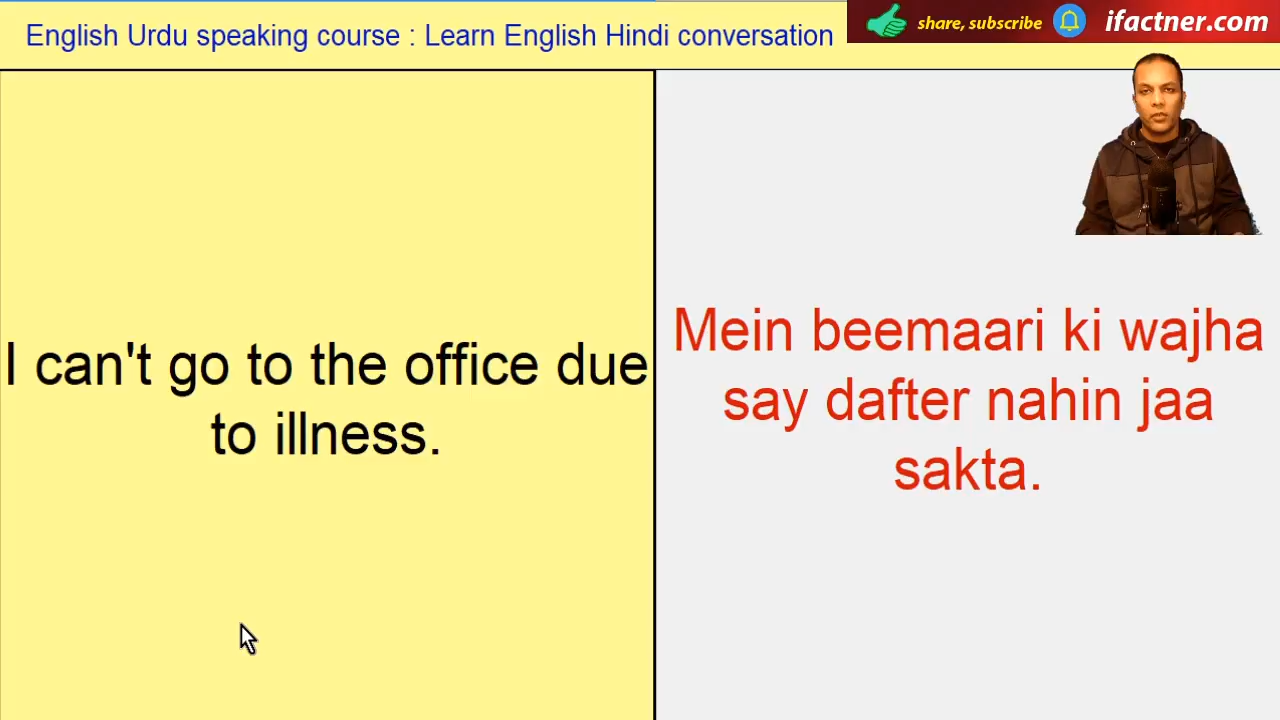 English Urdu speaking course : Learn English Hindi conversation
share, subscribe
ifactner.com
I can't go to the office due
to illness.
Mein beemaari ki wajha
say dafter nahin jaa
sakta.